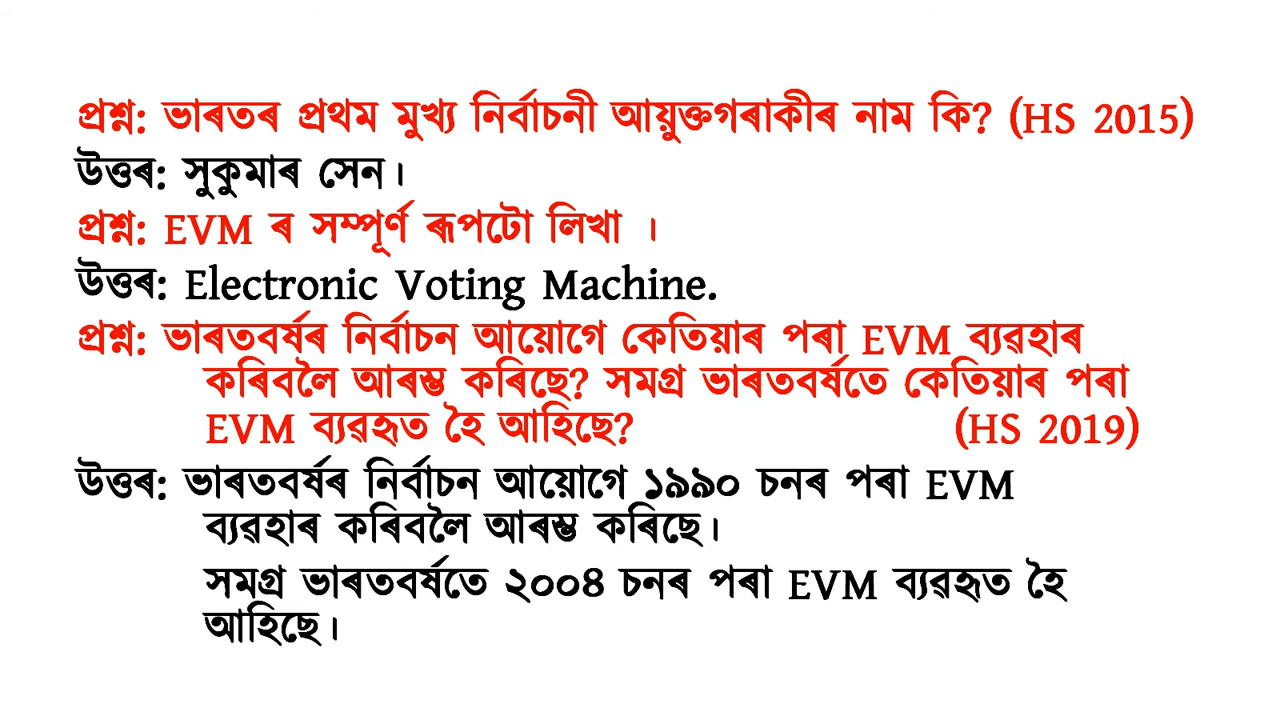 প্ৰশ্ন: ভাৰতৰ প্ৰথম মুখ্য নিৰ্বাচনী আয়ুক্তগৰাকীৰ নাম কি? (HS 2015)
উত্তৰ: সুকুমাৰ সেন।
প্ৰশ্ন: EVM ৰ সম্পূৰ্ণ ৰূপটো লিখা ।
উত্তৰ: Electronic Voting Machine.
প্ৰশ্ন: ভাৰতবৰ্ষৰ নিৰ্বাচন আয়োগে কেতিয়াৰ পৰা EVM ব্যৱহাৰ
কৰিবলৈ আৰম্ভ কৰিছে? সমগ্ৰ ভাৰতবৰ্ষতে কেতিয়াৰ পৰা
EVM ব্যৱহৃত হৈ আহিছে? (HS 2019)
উত্তৰ: ভাৰতবৰ্ষৰ নিৰ্বাচন আয়োগে ১৯৯০ চনৰ পৰা EVM
ব্যৱহাৰ কৰিবলৈ আৰম্ভ কৰিছে।
সমগ্ৰ ভাৰতবৰ্ষতে ২০০৪ চনৰ পৰা EVM ব্যৱহৃত হৈ
আহিছে।